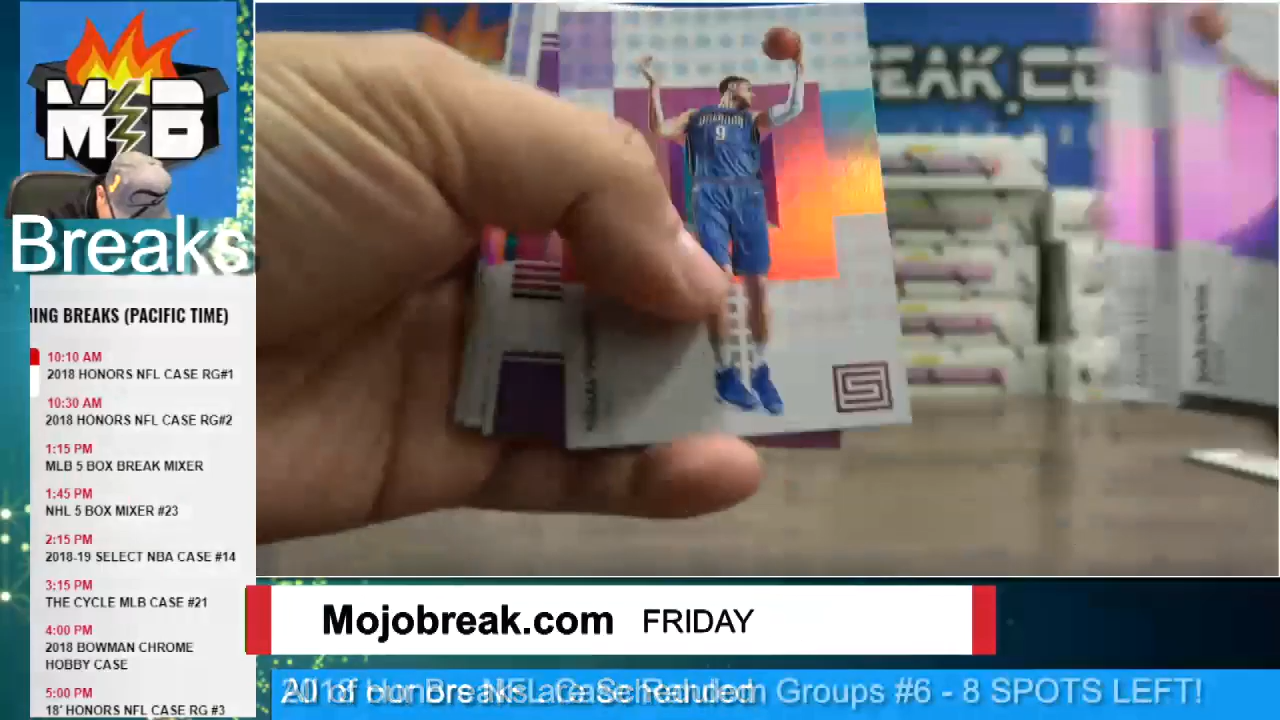 M B
Breaks
ING BREAKS (PACIFIC TIME)
10:10 AM
2018 HONORS NFL CASE RG#1
10:30 AM
2018 HONORS NFL CASE RG#2
1:15 PM
MLB 5 BOX BREAK MIXER
1:45 PM
NHL 5 BOX MIXER #23
2:15 PM
2018-19 SELECT NBA CASE #14
3:15 PM
THE CYCLE MLB CASE #21
4:00 PM
2018 BOWMAN CHROME
HOBBY CASE
5:00 PM
18' HONORS NFL CASE RG #3
EAK.CO
9
Mojobreak.com FRIDAY
Groups #6 - 8 SPOTS LEFT!